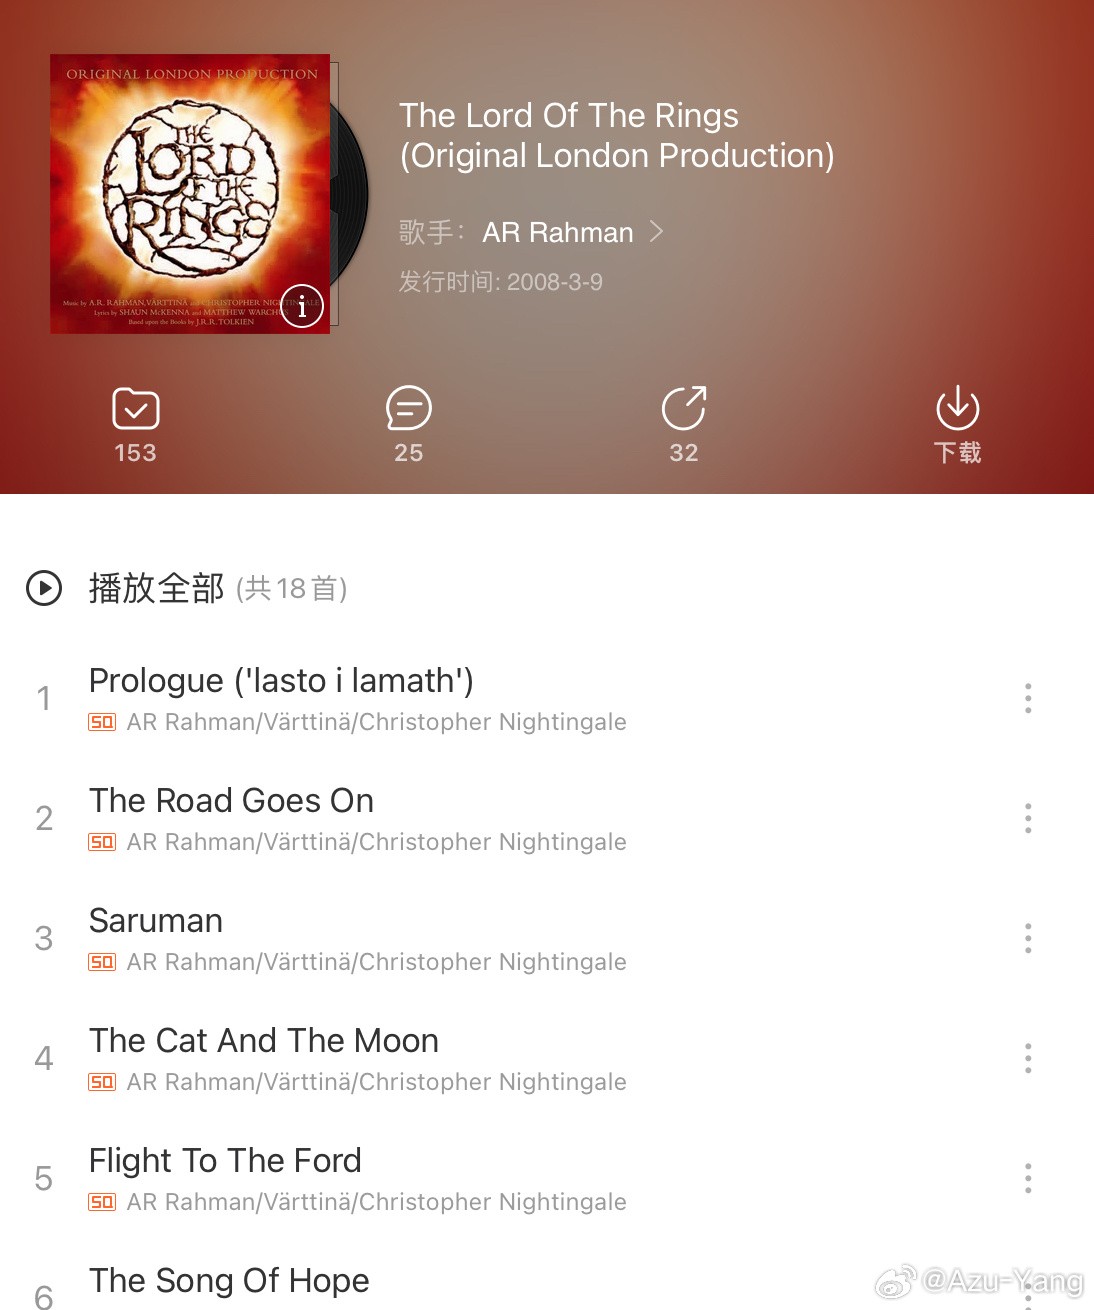 ORIGINAL LONDON PRODUCTION
THE
LORD
OF THE
RINGS
Music by A.R. RAHMAN, VÄRTTINÄ and CHRISTOPHER NIGHTINGALE
Lyrics by SHAUN McKENNA and MATTHEW WARCHUS
Based upon the Books by J.R.R. TOLKIEN
The Lord Of The Rings
(Original London Production)
歌手: AR Rahman
发行时间: 2008-3-9
153
25
32
下载
播放全部 (共18首)
1
Prologue ('lasto i lamath')
SQ AR Rahman/Värttinä/Christopher Nightingale
2
The Road Goes On
SQ AR Rahman/Värttinä/Christopher Nightingale
3
Saruman
SQ AR Rahman/Värttinä/Christopher Nightingale
4
The Cat And The Moon
SQ AR Rahman/Värttinä/Christopher Nightingale
5
Flight To The Ford
SQ AR Rahman/Värttinä/Christopher Nightingale
6
The Song Of Hope
@Azu-Yang